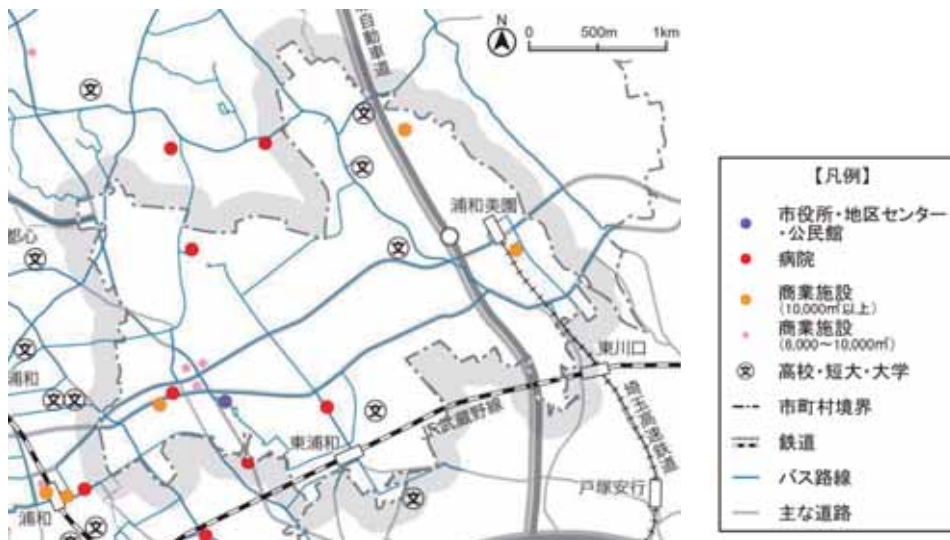 自動車道
N
0 500m 1km
浦和美園
都心
浦和
東川口
JR武蔵野線
埼玉高速鉄道
東浦和
戸塚安行
浦和
【凡例】
市役所・地区センター
・公民館
病院
商業施設
(10,000㎡以上)
商業施設
(6,000～10,000㎡)
文 高校・短大・大学
市町村境界
鉄道
バス路線
主な道路